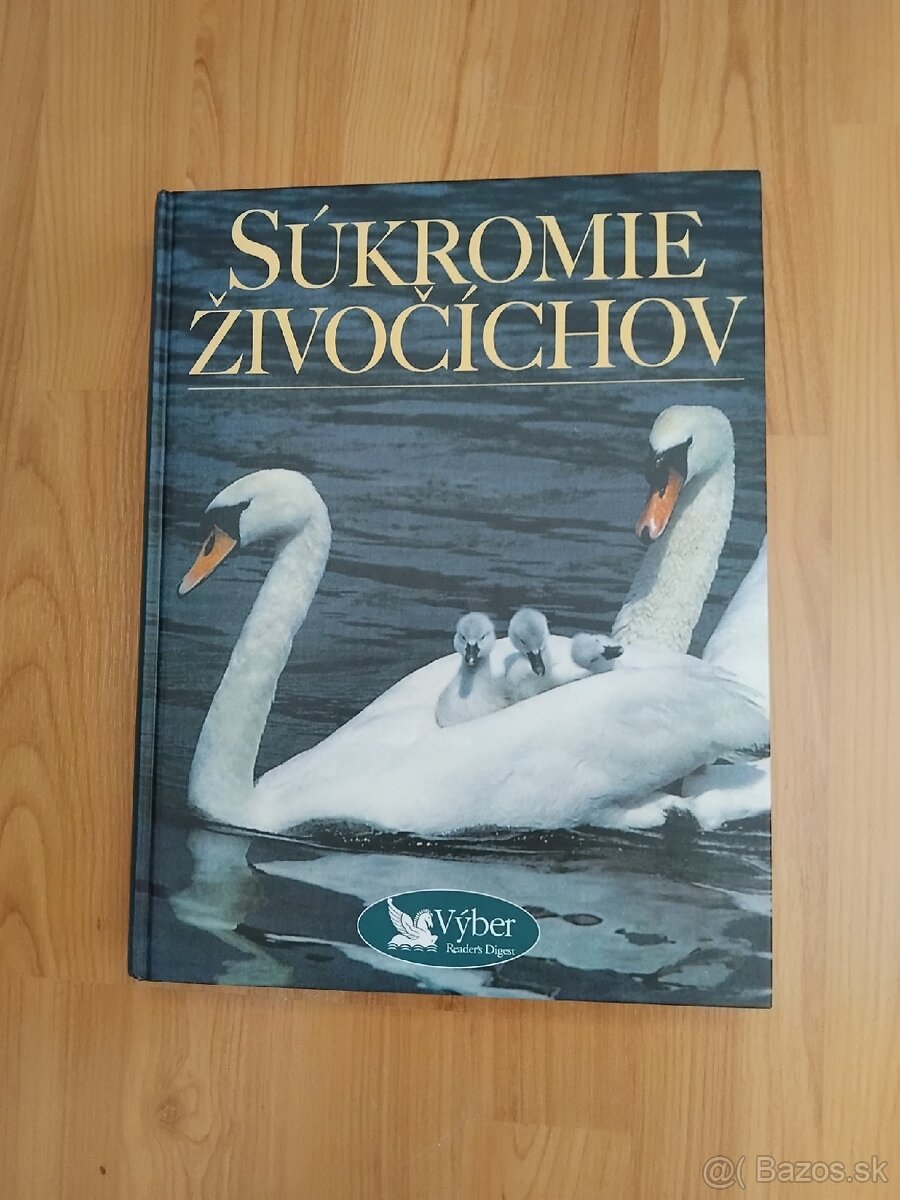 SÚKROMIE
ŽIVOČÍCHOV
Výber
Reader's Digest
@( Bazos.sk